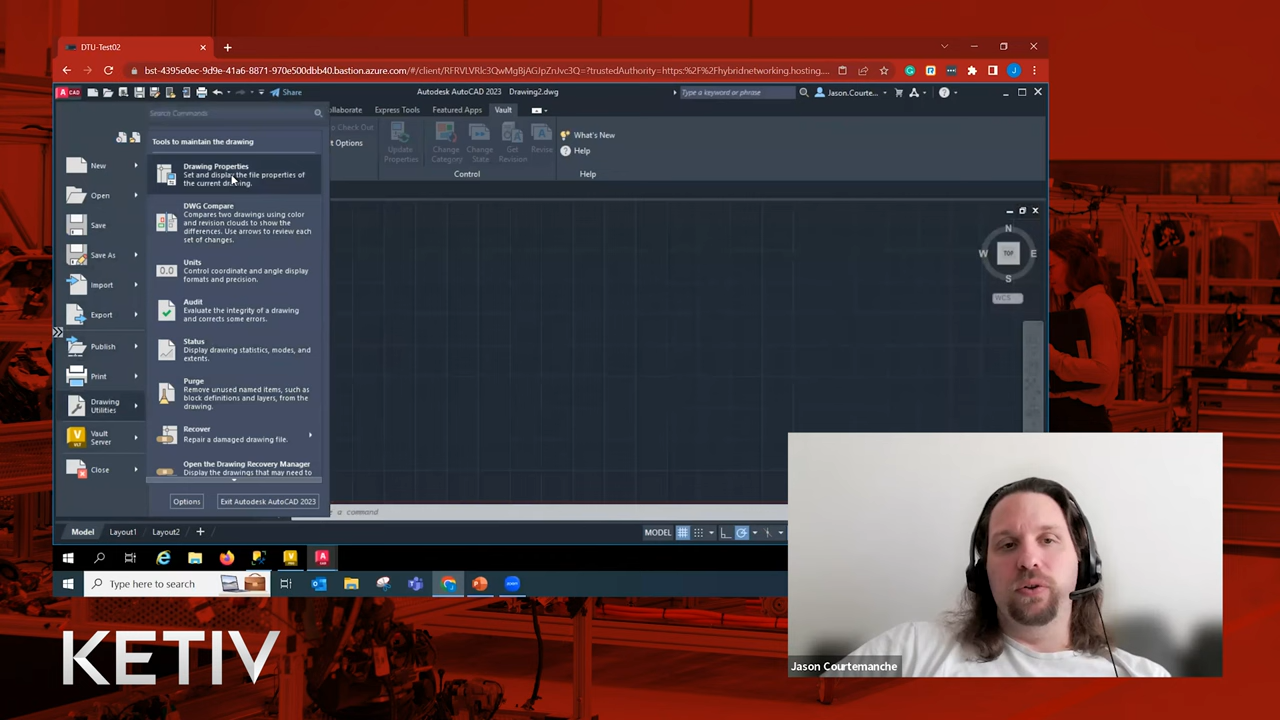 DTU-Test02
bst-4395e0ec-9d9e-41a6-8871-970e500dbb40.bastion.azure.com/#/client/RFRVLVRlc3QwMgBjAGJpZnJvc3Q=?trustedAuthority=https:%2F%2Fhybridnetworking.hosting....
Share
Autodesk AutoCAD 2023 Drawing2.dwg
Type a keyword or phrase
Jason.Courte...
Search Commands
Collaborate
Express Tools
Featured Apps
Vault
Tools to maintain the drawing
Check Out
Options
Update Properties
Change Category
Change State
Get Revision
Revise
What's New
Help
Control
Help
New
Open
Save
Save As
Import
Export
Publish
Print
Drawing Utilities
Vault Server
Close
Drawing Properties
Set and display the file properties of
the current drawing.
DWG Compare
Compares two drawings using color
and revision clouds to show the
differences. Use arrows to review each
set of changes.
Units
Control coordinate and angle display
formats and precision.
Audit
Evaluate the integrity of a drawing
and corrects some errors.
Status
Display drawing statistics, modes, and
extents.
Purge
Remove unused named items, such as
block definitions and layers, from the
drawing.
Recover
Repair a damaged drawing file.
Open the Drawing Recovery Manager
Display the drawings that may need to
Options
Exit Autodesk AutoCAD 2023
N
W TOP E
S
WCS
a command
Model
Layout1
Layout2
MODEL
Type here to search
KETIV
Jason Courtemanche